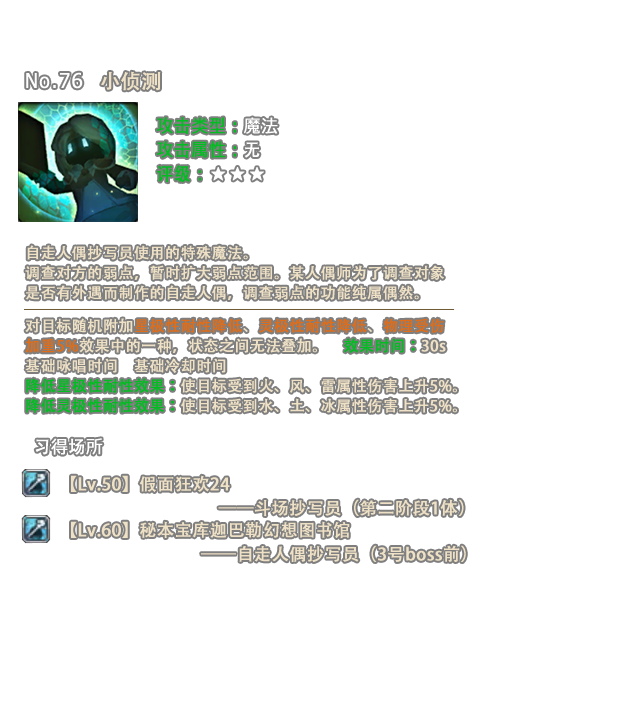 No.76 小侦测
攻击类型：魔法
攻击属性：无
评级：☆☆☆
自走人偶抄写员使用的特殊魔法。
调查对方的弱点，暂时扩大弱点范围。某人偶师为了调查对象
是否有外遇而制作的自走人偶，调查弱点的功能纯属偶然。
对目标随机附加星极性耐性降低、灵极性耐性降低、物理受伤
加重5%效果中的一种，状态之间无法叠加。 效果时间：30s
基础咏唱时间 基础冷却时间
降低星极性耐性效果：使目标受到火、风、雷属性伤害上升5%。
降低灵极性耐性效果：使目标受到水、土、冰属性伤害上升5%。
习得场所
【Lv.50】假面狂欢24
——斗场抄写员（第二阶段1体）
【Lv.60】秘本宝库迦巴勒幻想图书馆
——自走人偶抄写员（3号boss前）